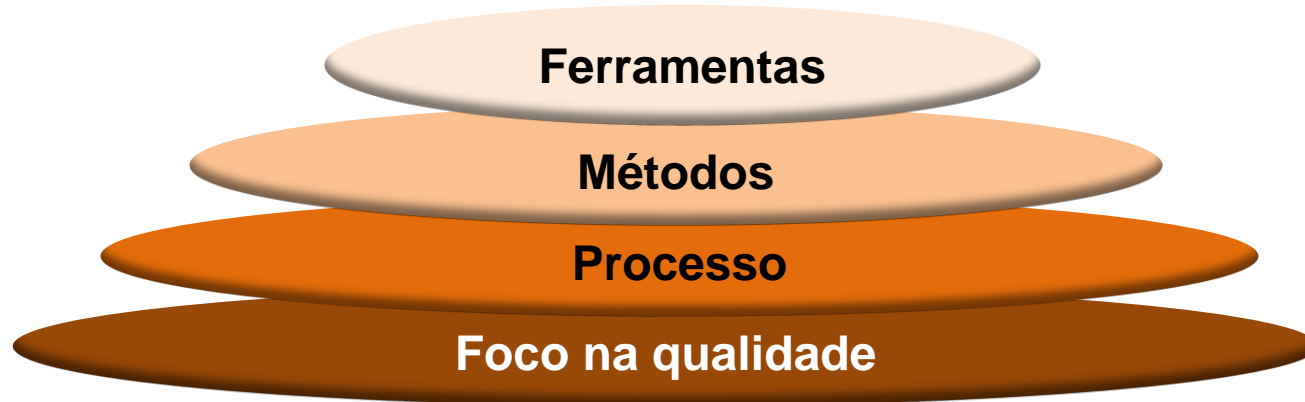 Ferramentas
Métodos
Processo
Foco na qualidade